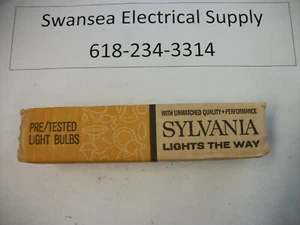 Swansea Electrical Supply
618-234-3314
PRE/TESTED
LIGHT BULBS
WITH UNMATCHED QUALITY + PERFORMANCE
SYLVANIA
LIGHTS THE WAY